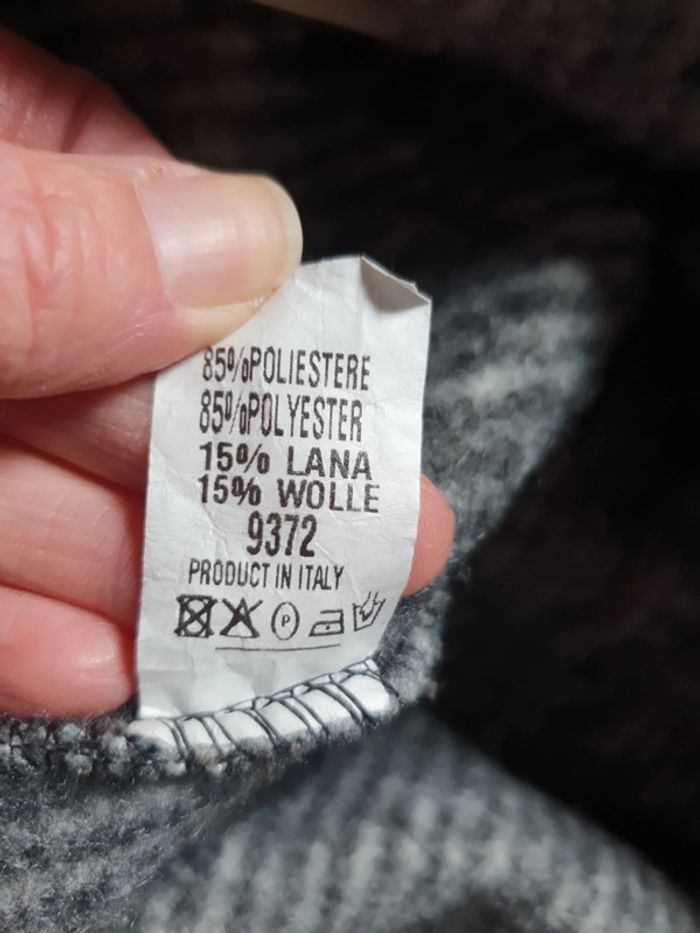 85%POLIESTERE
85%POLYESTER
15% LANA
15% WOLLE
9372
PRODUCT IN ITALY
P